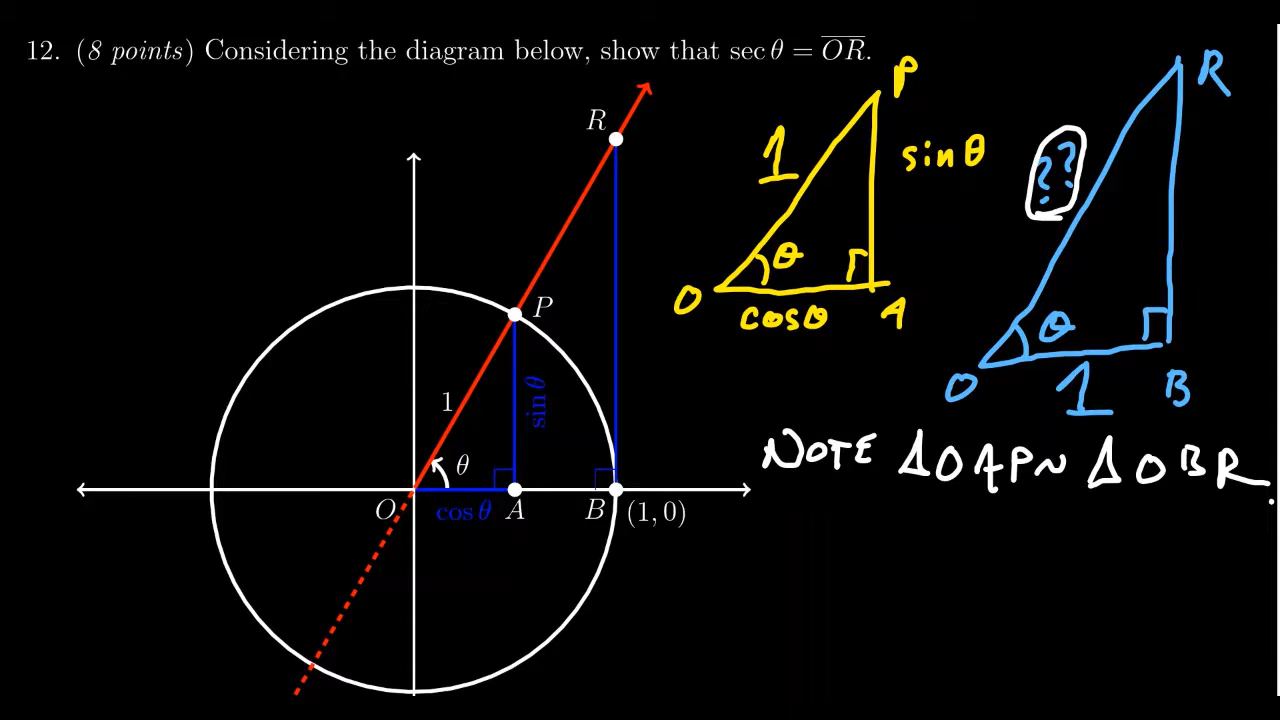 12. (8 points) Considering the diagram below, show that sec θ = \overline{OR}.
R
P
1
sin θ
θ
O
cos θ
A
B
(1, 0)
P
1
sin θ
θ
O
cos θ
A
R
??
θ
O
1
B
NOTE ΔOAP ~ ΔOBR.